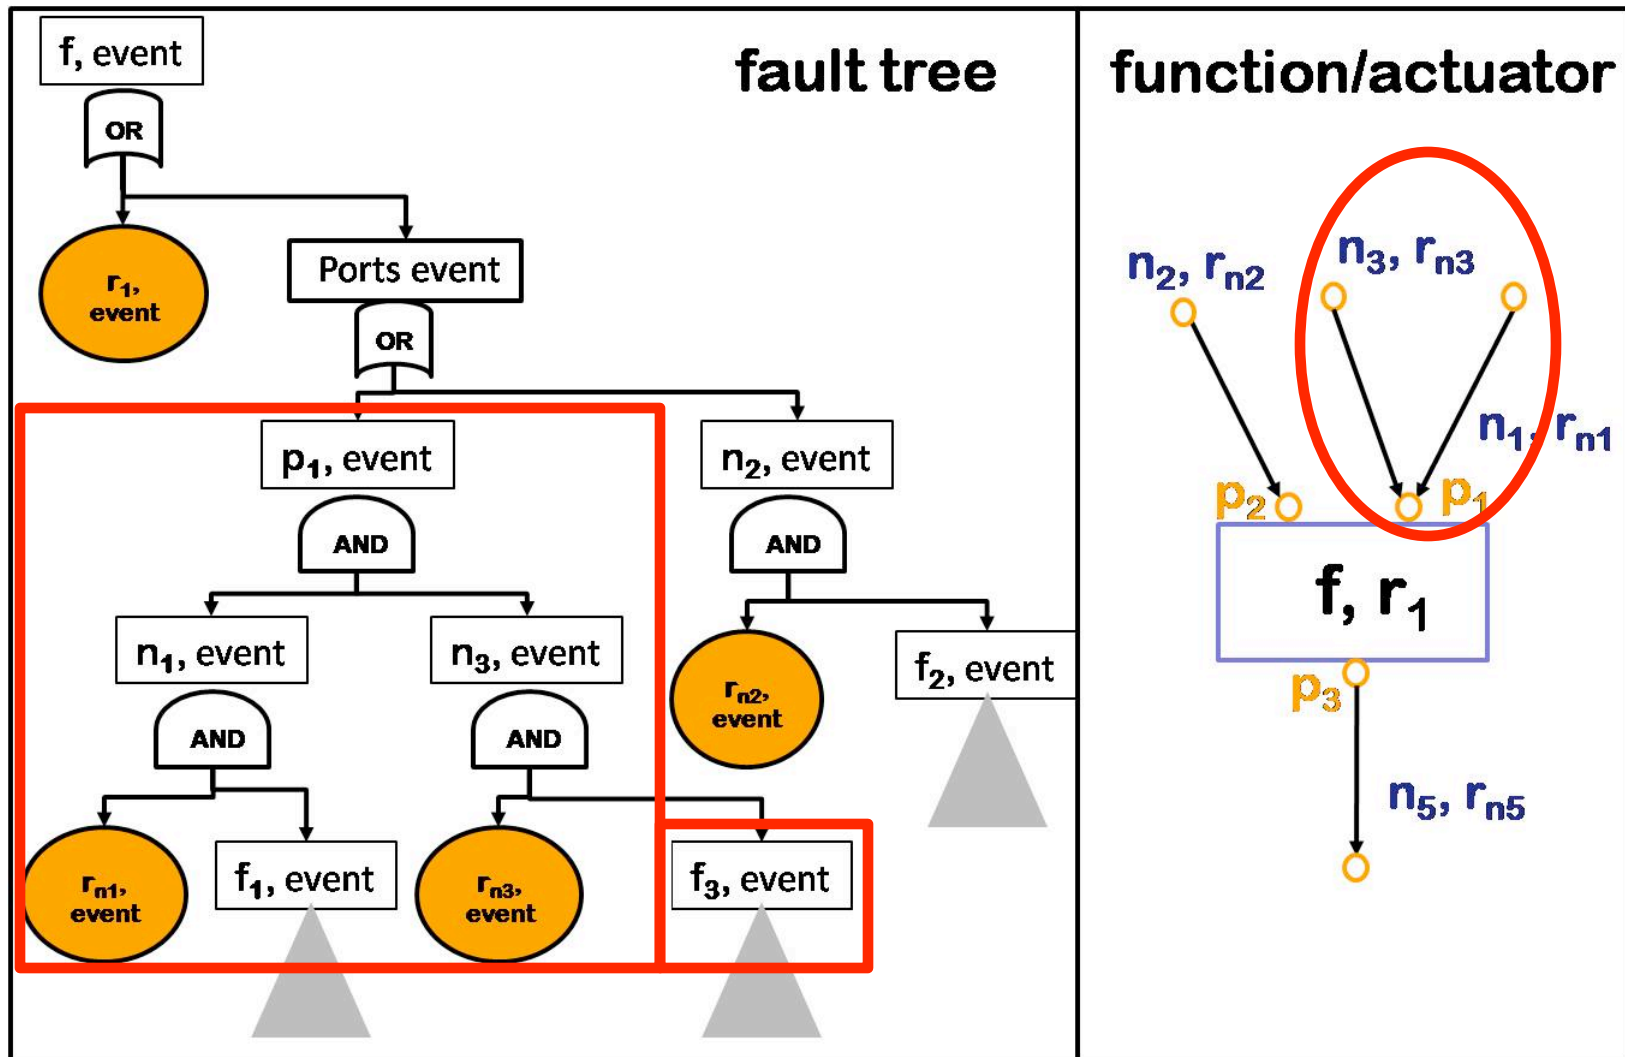 f, event
fault tree
function/actuator
OR
r₁,
event
Ports event
OR
p₁, event
n₂, event
AND
AND
n₁, event
n₃, event
rₙ₂,
event
f₂, event
AND
AND
rₙ₁,
event
f₁, event
rₙ₃,
event
f₃, event
n₂, rₙ₂
n₃, rₙ₃
n₁, rₙ₁
p₂
p₁
f, r₁
p₃
n₅, rₙ₅